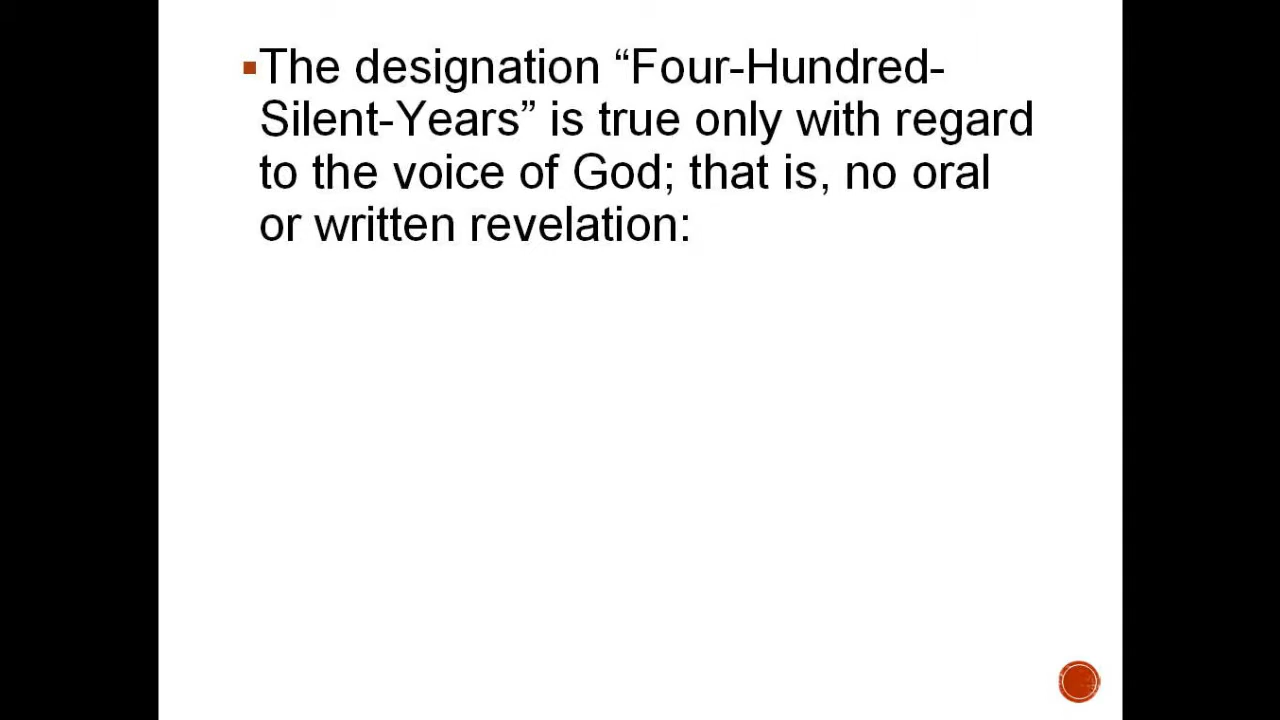 ▪The designation “Four-Hundred-
Silent-Years” is true only with regard
to the voice of God; that is, no oral
or written revelation: